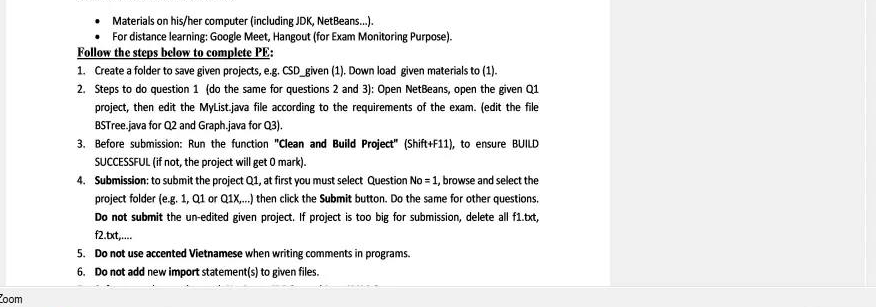 • Materials on his/her computer (including JDK, NetBeans...).
• For distance learning: Google Meet, Hangout (for Exam Monitoring Purpose).
Follow the steps below to complete PE:
1. Create a folder to save given projects, e.g. CSD_given (1). Down load given materials to (1).
2. Steps to do question 1 (do the same for questions 2 and 3): Open NetBeans, open the given Q1
project, then edit the MyList.java file according to the requirements of the exam. (edit the file
BSTree.java for Q2 and Graph.java for Q3).
3. Before submission: Run the function "Clean and Build Project" (Shift+F11), to ensure BUILD
SUCCESSFUL (if not, the project will get 0 mark).
4. Submission: to submit the project Q1, at first you must select Question No = 1, browse and select the
project folder (e.g. 1, Q1 or Q1X,...) then click the Submit button. Do the same for other questions.
Do not submit the un-edited given project. If project is too big for submission, delete all f1.txt,
f2.txt,....
5. Do not use accented Vietnamese when writing comments in programs.
6. Do not add new import statement(s) to given files.
Zoom